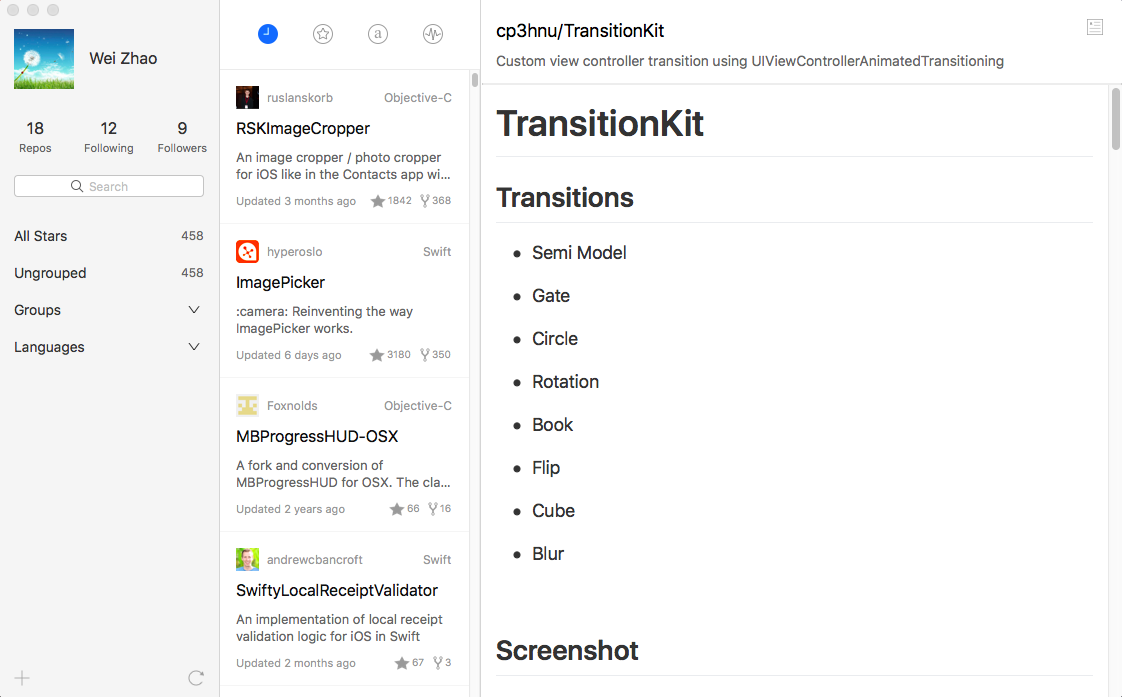 Wei Zhao
18 12 9
Repos Following Followers
Search
All Stars 458
Ungrouped 458
Groups
Languages
a
ruslanskorb Objective-C
RSKImageCropper
An image cropper / photo cropper
for iOS like in the Contacts app wi...
Updated 3 months ago 1842 368
hyperoslo Swift
ImagePicker
:camera: Reinventing the way
ImagePicker works.
Updated 6 days ago 3180 350
Foxnolds Objective-C
MBProgressHUD-OSX
A fork and conversion of
MBProgressHUD for OSX. The cla...
Updated 2 years ago 66 16
andrewcbancroft Swift
SwiftyLocalReceiptValidator
An implementation of local receipt
validation logic for iOS in Swift
Updated 2 months ago 67 3
cp3hnu/TransitionKit
Custom view controller transition using UIViewControllerAnimatedTransitioning
TransitionKit
Transitions
Semi Model
Gate
Circle
Rotation
Book
Flip
Cube
Blur
Screenshot